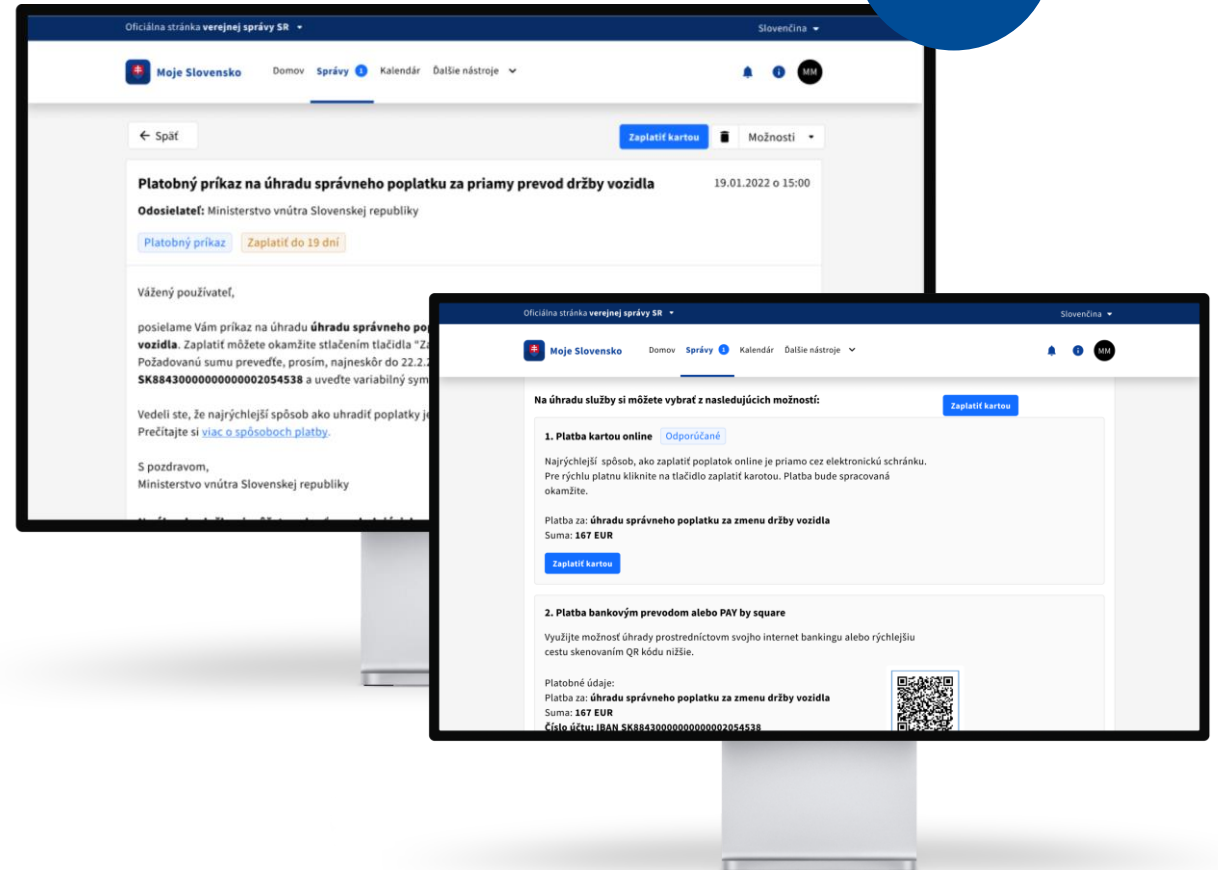 Oficiálna stránka verejnej správy SR
Slovenčina
Moje Slovensko
Domov
Správy 1
Kalendár
Ďalšie nástroje
MM
Späť
Zaplatiť kartou
Možnosti
Platobný príkaz na úhradu správneho poplatku za priamy prevod držby vozidla
19.01.2022 o 15:00
Odosielateľ: Ministerstvo vnútra Slovenskej republiky
Platobný príkaz
Zaplatiť do 19 dní
Vážený používateľ,
posielame Vám príkaz na úhradu úhradu správneho
vozidla. Zaplatiť môžete okamžite stlačením tlačidla
Požadovanú sumu preveďte, prosím, najneskôr do 22.2.
a uveďte variabilný
Vedeli ste, že najrýchlejší spôsob ako uhradiť poplatky
Prečítajte si viac o spôsoboch platby.
S pozdravom,
Ministerstvo vnútra Slovenskej republiky
Oficiálna stránka verejnej správy SR
Slovenčina
Moje Slovensko
Domov
Správy 1
Kalendár
Ďalšie nástroje
MM
Na úhradu služby si môžete vybrať z nasledujúcich možností:
Zaplatiť kartou
1. Platba kartou online
Odporúčané
Najrýchlejší spôsob, ako zaplatiť poplatok online je priamo cez elektronickú schránku.
Pre rýchlu platnu kliknite na tlačidlo zaplatiť karotou. Platba bude spracovaná
okamžite.
Platba za: úhradu správneho poplatku za zmenu držby vozidla
Suma: 167 EUR
Zaplatiť kartou
2. Platba bankovým prevodom alebo PAY by square
Využijte možnosť úhrady prostredníctovm svojho internet bankingu alebo rýchlejšiu
cestu skenovaním QR kódu nižšie.
Platobné údaje:
Platba za: úhradu správneho poplatku za zmenu držby vozidla
Suma: 167 EUR
Číslo účtu: IBAN